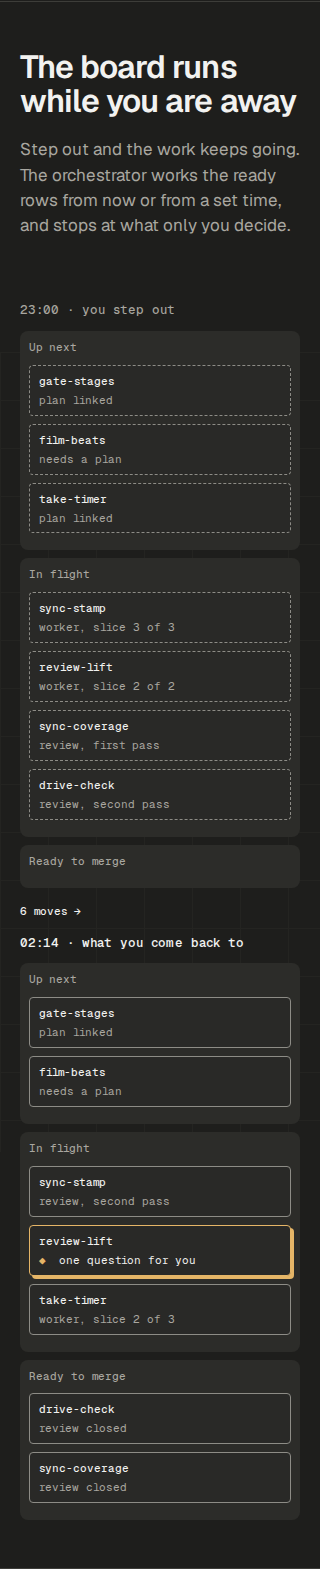 The board runs
while you are away
Step out and the work keeps going.
The orchestrator works the ready
rows from now or from a set time,
and stops at what only you decide.
23:00 · you step out
Up next
gate-stages
plan linked
film-beats
needs a plan
take-timer
plan linked
In flight
sync-stamp
worker, slice 3 of 3
review-lift
worker, slice 2 of 2
sync-coverage
review, first pass
drive-check
review, second pass
Ready to merge
6 moves →
02:14 · what you come back to
Up next
gate-stages
plan linked
film-beats
needs a plan
In flight
sync-stamp
review, second pass
review-lift
◆ one question for you
take-timer
worker, slice 2 of 3
Ready to merge
drive-check
review closed
sync-coverage
review closed